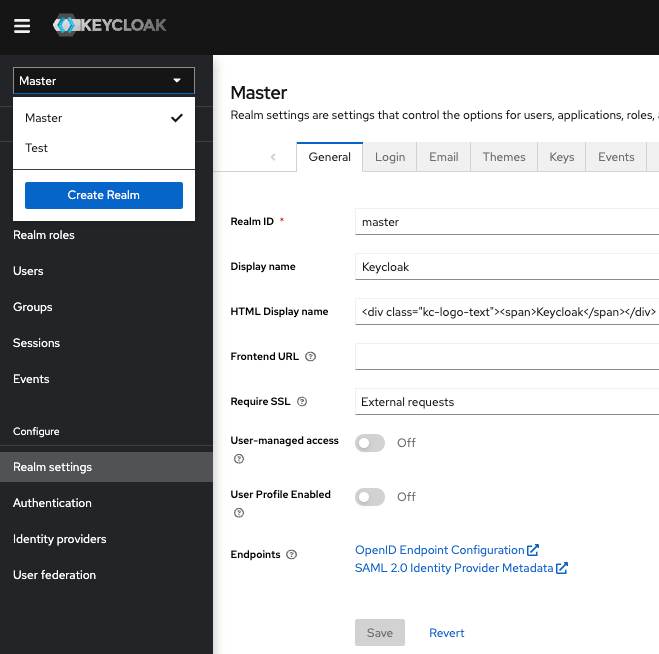 KEYCLOAK
Master
Master
Test
Create Realm
Realm roles
Users
Groups
Sessions
Events
Configure
Realm settings
Authentication
Identity providers
User federation
Master
Realm settings are settings that control the options for users, applications, roles,
General
Login
Email
Themes
Keys
Events
Realm ID *
master
Display name
Keycloak
HTML Display name
<div class="kc-logo-text"><span>Keycloak</span></div>
Frontend URL
Require SSL
External requests
User-managed access
Off
User Profile Enabled
Off
Endpoints
OpenID Endpoint Configuration
SAML 2.0 Identity Provider Metadata
Save
Revert